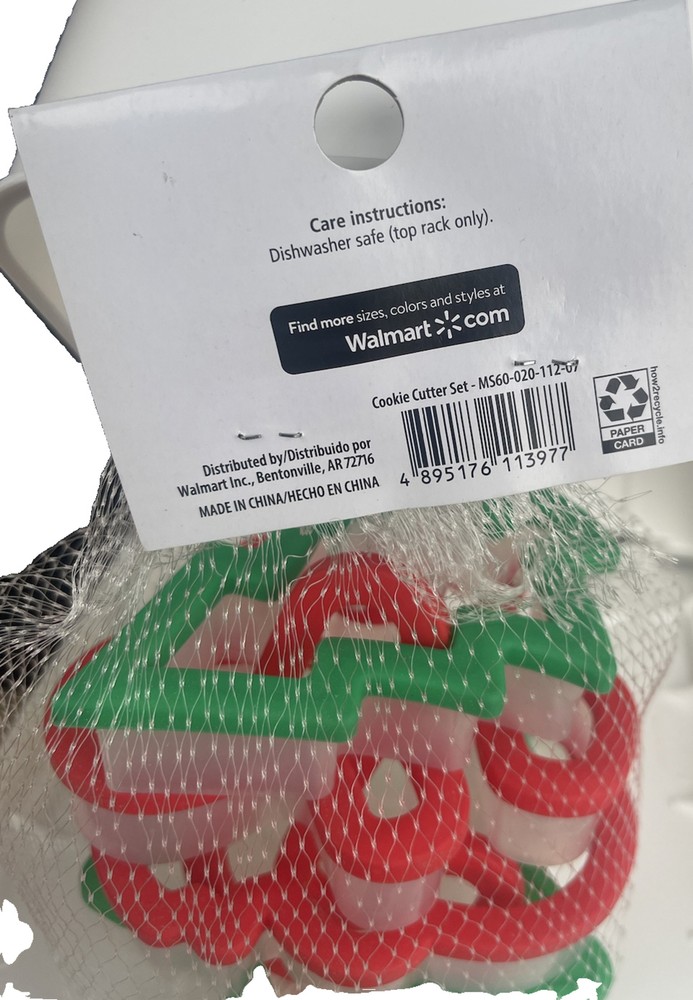 Care instructions:
Dishwasher safe (top rack only).
Find more sizes, colors and styles at
Walmart com
Cookie Cutter Set - MS60-020-112-07
how2recycle.info
PAPER
CARD
Distributed by/Distribuido por
Walmart Inc., Bentonville, AR 72716
MADE IN CHINA/HECHO EN CHINA
4 895176 113977